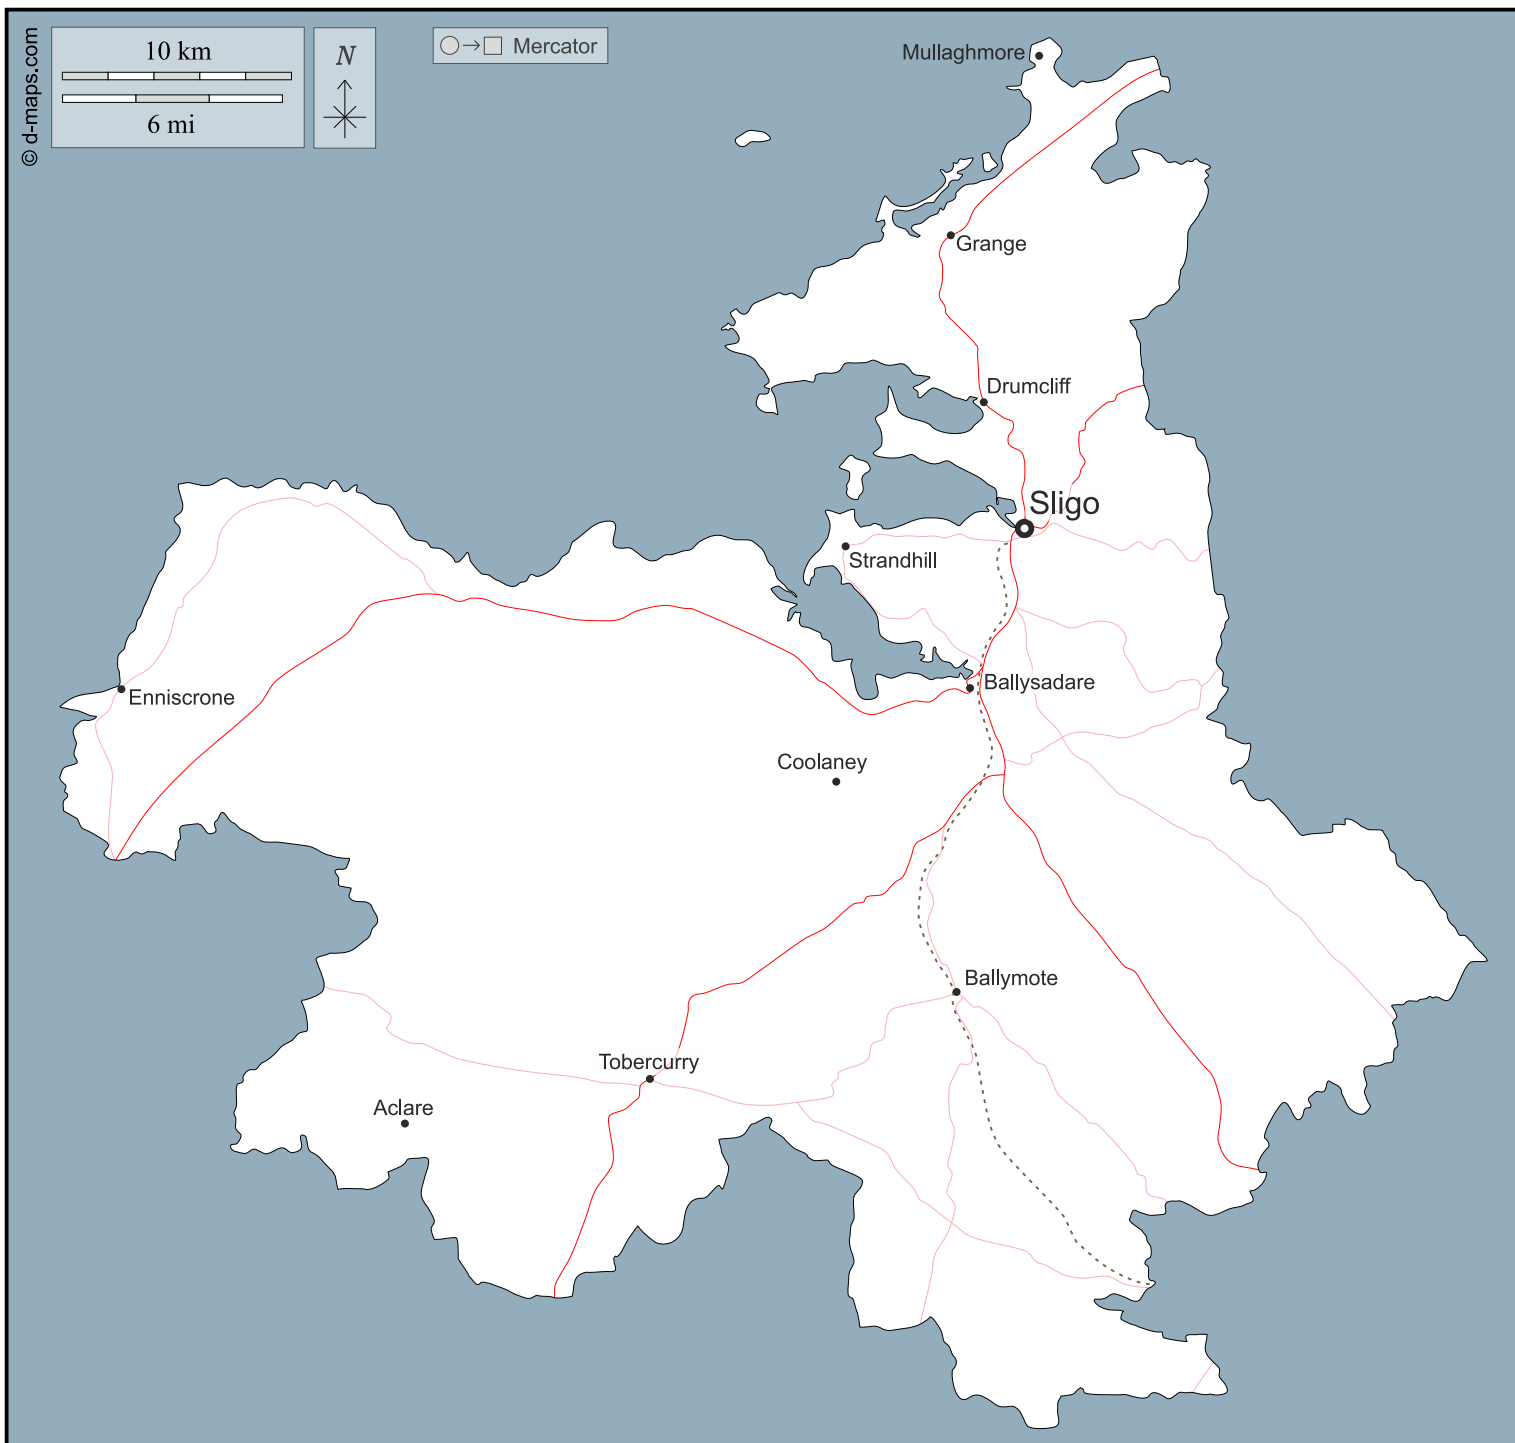 © d-maps.com
10 km
6 mi
N
Mercator
Mullaghmore
Grange
Drumcliff
Sligo
Strandhill
Ballysadare
Enniscrone
Coolaney
Ballymote
Tobercurry
Aclare